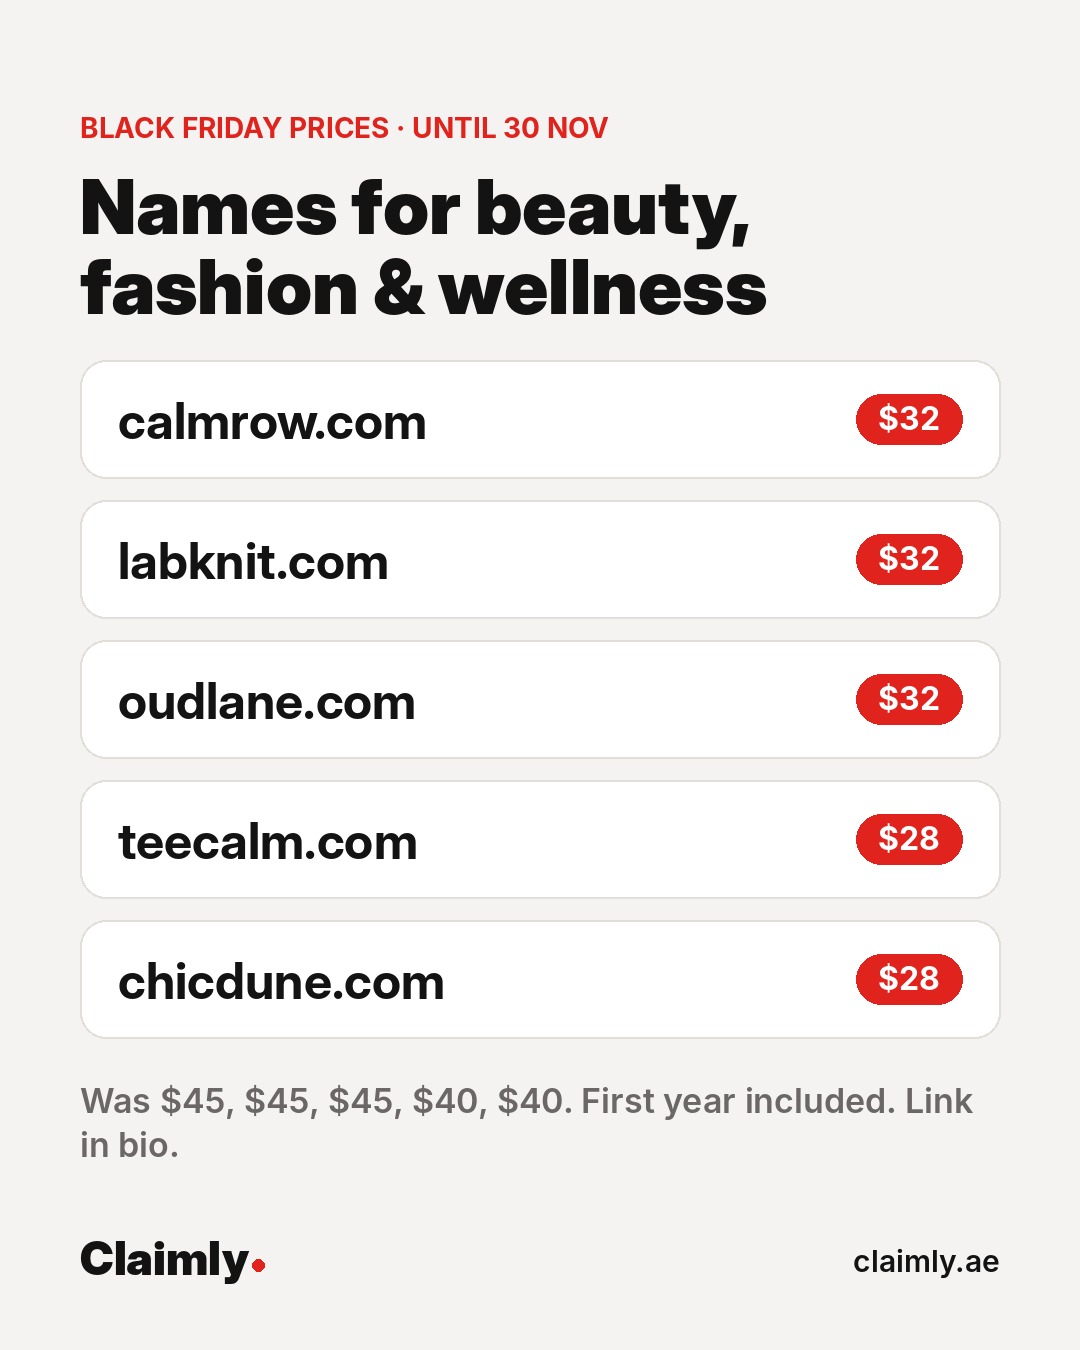 BLACK FRIDAY PRICES · UNTIL 30 NOV
Names for beauty,
fashion & wellness
calmrow.com $32
labknit.com $32
oudlane.com $32
teecalm.com $28
chicdune.com $28
Was $45, $45, $45, $40, $40. First year included. Link
in bio.
Claimly. claimly.ae